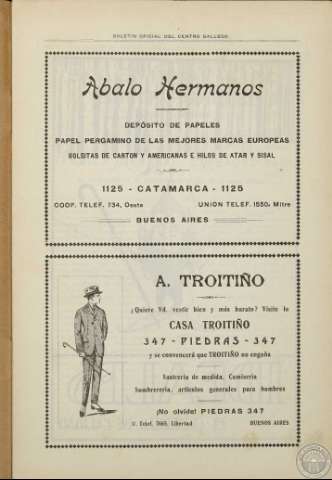 BOLETIN OFICIAL DEL CENTRO GALLEGO
Abalo Hermanos
DEPÓSITO DE PAPELES
PAPEL PERGAMINO DE LAS MEJORES MARCAS EUROPEAS
BOLSITAS DE CARTON Y AMERICANAS E HILOS DE ATAR Y SISAL
1125 - CATAMARCA - 1125
COOP. TELEF. 734, Oeste UNION TELEF. 1550, Mitre
BUENOS AIRES
A. TROITIÑO
¿Quiere Vd. vestir bien y más barato? Visite la
CASA TROITIÑO
347 - PIEDRAS - 347
y se convencerá que TROITIÑO no engaña
Sastrería de medida, Camisería
Sombrerería, artículos generales para hombres
¡No olvide! PIEDRAS 347
U. Telef. Libertad BUENOS AIRES